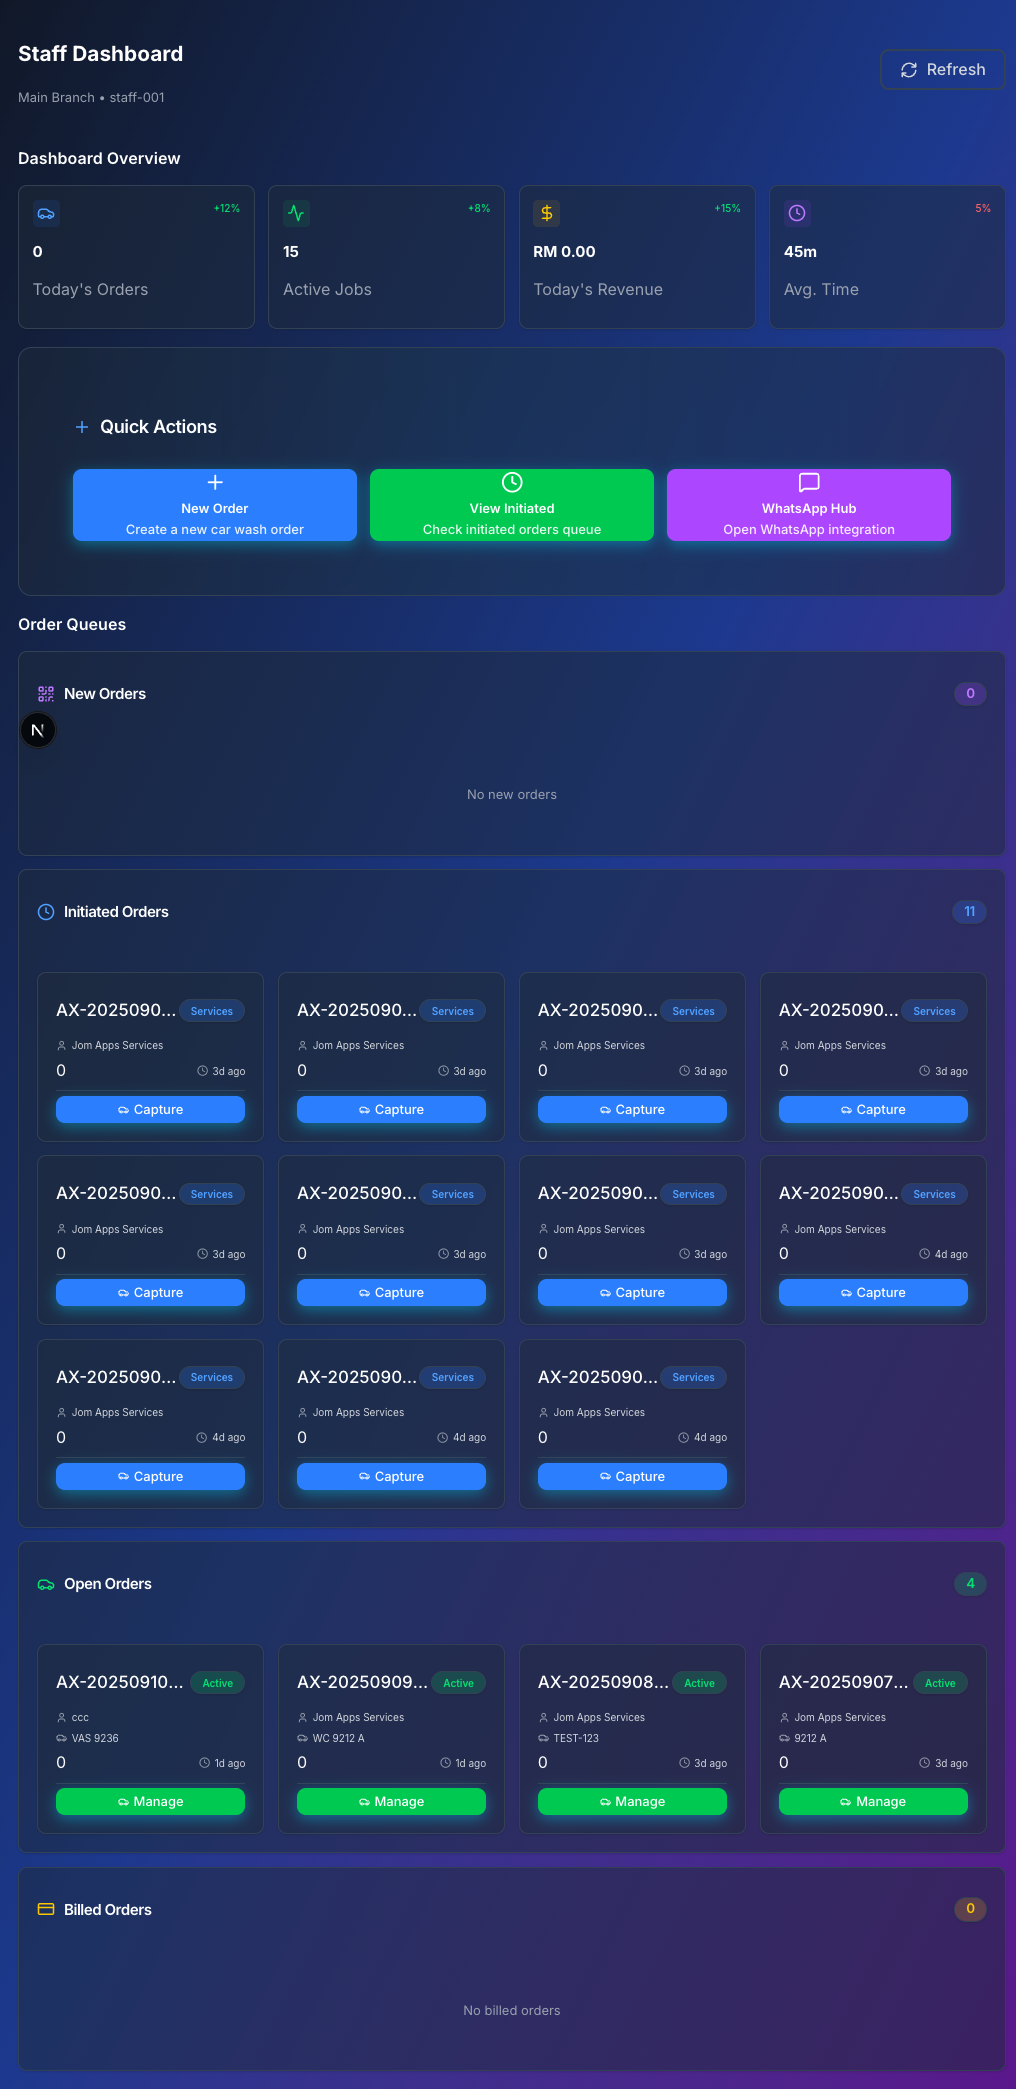 Staff Dashboard
Refresh
Main Branch • staff-001
Dashboard Overview
+12% +8% +15% 5%
0 15 RM 0.00 45m
Today's Orders Active Jobs Today's Revenue Avg. Time
Quick Actions
New Order View Initiated WhatsApp Hub
Create a new car wash order Check initiated orders queue Open WhatsApp integration
Order Queues
New Orders 0
N
No new orders
Initiated Orders 11
AX-2025090... Services AX-2025090... Services AX-2025090... Services AX-2025090... Services
Jom Apps Services Jom Apps Services Jom Apps Services Jom Apps Services
0 3d ago 0 3d ago 0 3d ago 0 3d ago
Capture Capture Capture Capture
AX-2025090... Services AX-2025090... Services AX-2025090... Services AX-2025090... Services
Jom Apps Services Jom Apps Services Jom Apps Services Jom Apps Services
0 3d ago 0 3d ago 0 3d ago 0 4d ago
Capture Capture Capture Capture
AX-2025090... Services AX-2025090... Services AX-2025090... Services
Jom Apps Services Jom Apps Services Jom Apps Services
0 4d ago 0 4d ago 0 4d ago
Capture Capture Capture
Open Orders 4
AX-20250910... Active AX-20250909... Active AX-20250908... Active AX-20250907... Active
ccc Jom Apps Services Jom Apps Services Jom Apps Services
VAS 9236 WC 9212 A TEST-123 9212 A
0 1d ago 0 1d ago 0 3d ago 0 3d ago
Manage Manage Manage Manage
Billed Orders 0
No billed orders